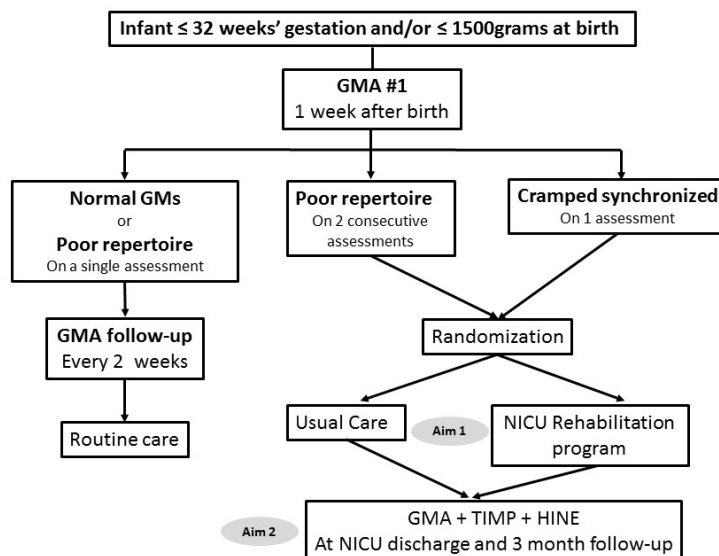 Infant ≤ 32 weeks' gestation and/or ≤ 1500grams at birth
GMA #1
1 week after birth
Normal GMs
or
Poor repertoire
On a single assessment
Poor repertoire
On 2 consecutive
assessments
Cramped synchronized
On 1 assessment
GMA follow-up
Every 2 weeks
Randomization
Routine care
Usual Care
Aim 1
NICU Rehabilitation
program
Aim 2
GMA + TIMP + HINE
At NICU discharge and 3 month follow-up